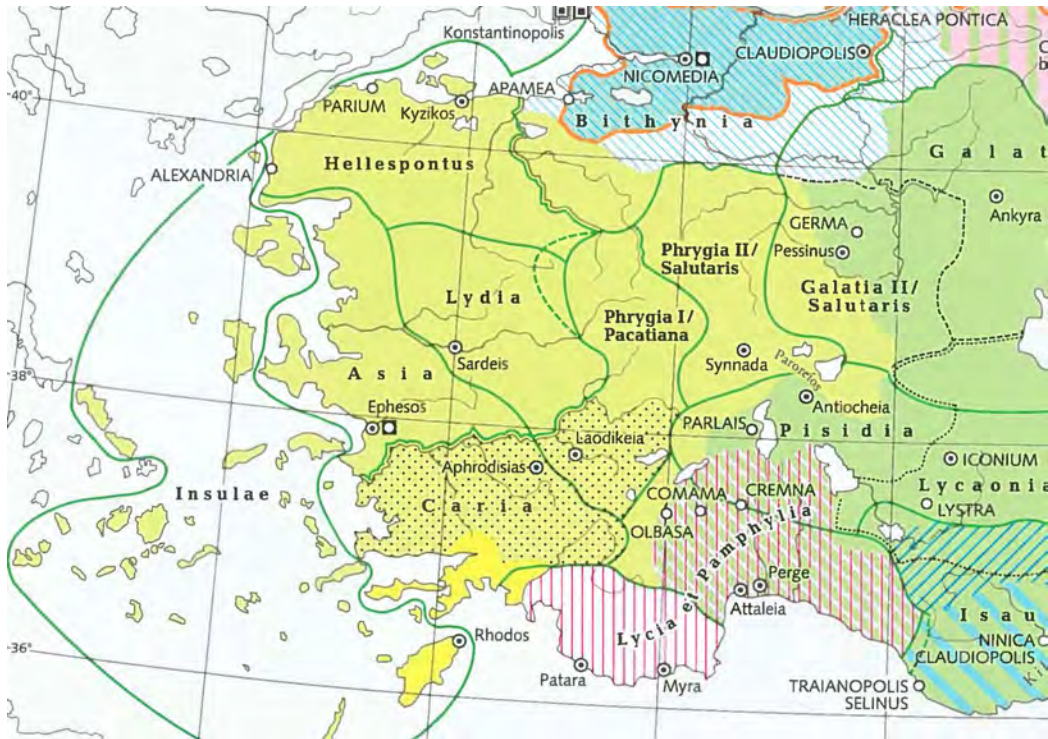 Konstantinopolis
HERACLEA PONTICA
CLAUDIOPOLIS
NICOMEDIA
40°
PARIUM
Kyzikos
APAMEA
Bithynia
Hellespontus
Galat
ALEXANDRIA
Ankyra
GERMA
Pessinus
Phrygia II/
Salutaris
Galatia II/
Salutaris
Lydia
Phrygia I/
Pacatiana
Sardeis
Synnada
Paroreios
38°
Asia
Antiocheia
Ephesos
PARLAIS
Pisidia
Laodikeia
Aphrodisias
ICONIUM
Insulae
Caria
COMAMA
CREMNA
Lycaonia
LYSTRA
OLBASA
Lycia et Pamphylia
Perge
Attaleia
Isau
36°
Rhodos
NINICA
CLAUDIOPOLIS
Patara
Myra
TRAIANOPOLIS
SELINUS